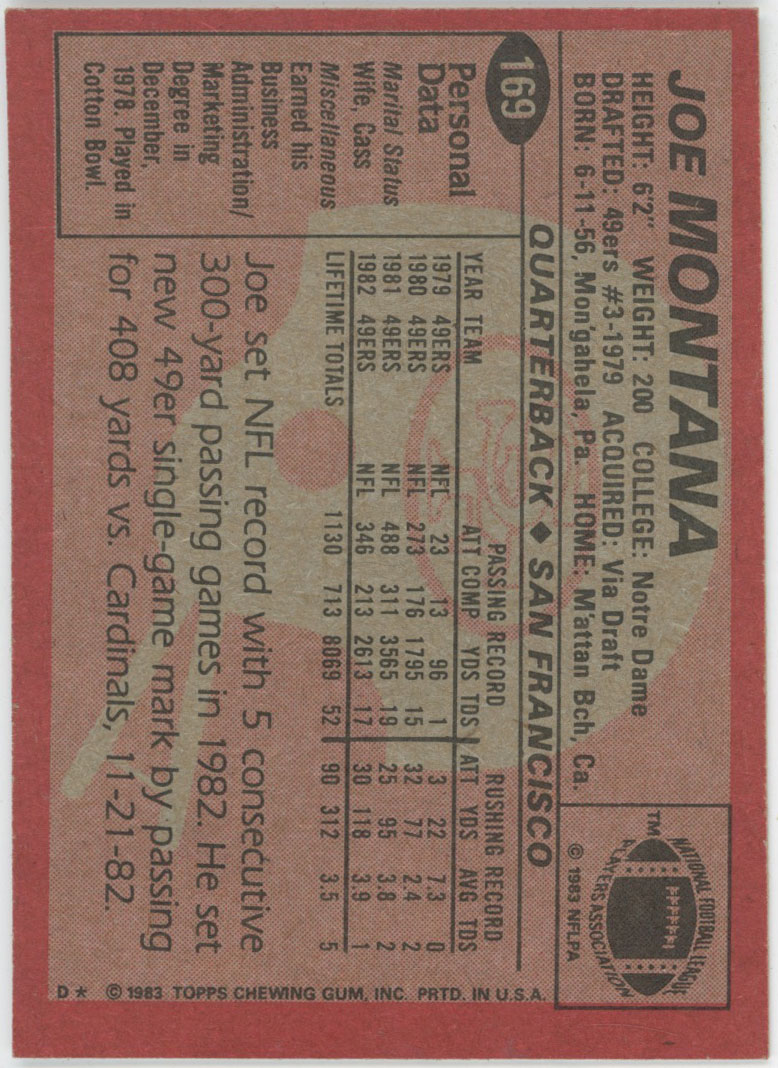 JOE MONTANA
HEIGHT: 6'2" WEIGHT: 200 COLLEGE: Notre Dame
DRAFTED: 49ers #3-1979 ACQUIRED: Via Draft
BORN: 6-11-56, Mon'gahela, Pa. HOME: M'attan Bch, Ca.
NATIONAL FOOTBALL LEAGUE
PLAYERS ASSOCIATION
TM
© 1983 NFLPA
169
QUARTERBACK ◆ SAN FRANCISCO
Personal
Data
Marital Status
Wife, Cass
Miscellaneous
Earned his
Business
Administration/
Marketing
Degree in
December,
1978. Played in
Cotton Bowl.
PASSING RECORD RUSHING RECORD
YEAR TEAM ATT COMP YDS TDS ATT YDS AVG TDS
1979 49ERS NFL 23 13 96 1 3 22 7.3 0
1980 49ERS NFL 273 176 1795 15 32 77 2.4 2
1981 49ERS NFL 488 311 3565 19 25 95 3.8 2
1982 49ERS NFL 346 213 2613 17 30 118 3.9 1
LIFETIME TOTALS 1130 713 8069 52 90 312 3.5 5
Joe set NFL record with 5 consecutive
300-yard passing games in 1982. He set
new 49er single-game mark by passing
for 408 yards vs. Cardinals, 11-21-82.
D* © 1983 TOPPS CHEWING GUM, INC. PRTD. IN U.S.A.